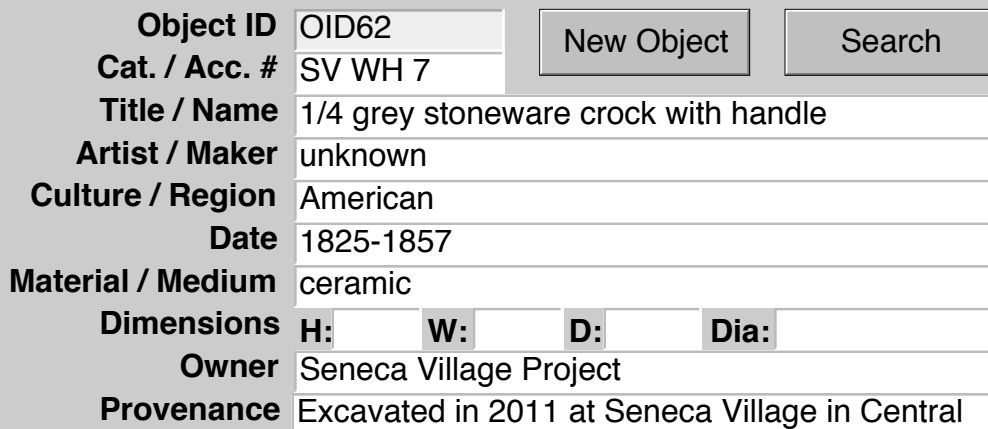 Object ID OID62 New Object Search
Cat. / Acc. # SV WH 7
Title / Name 1/4 grey stoneware crock with handle
Artist / Maker unknown
Culture / Region American
Date 1825-1857
Material / Medium ceramic
Dimensions H: W: D: Dia:
Owner Seneca Village Project
Provenance Excavated in 2011 at Seneca Village in Central